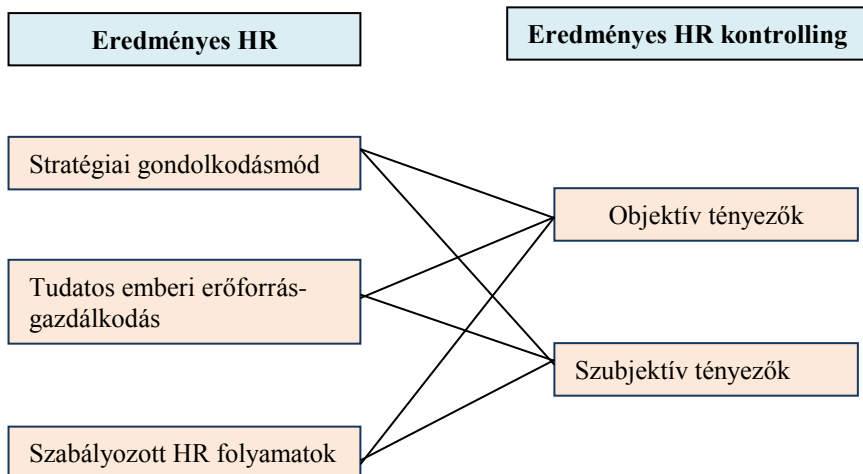 Eredményes HR
Eredményes HR kontrolling
Stratégiai gondolkodásmód
Objektív tényezők
Tudatos emberi erőforrás-
gazdálkodás
Szubjektív tényezők
Szabályozott HR folyamatok